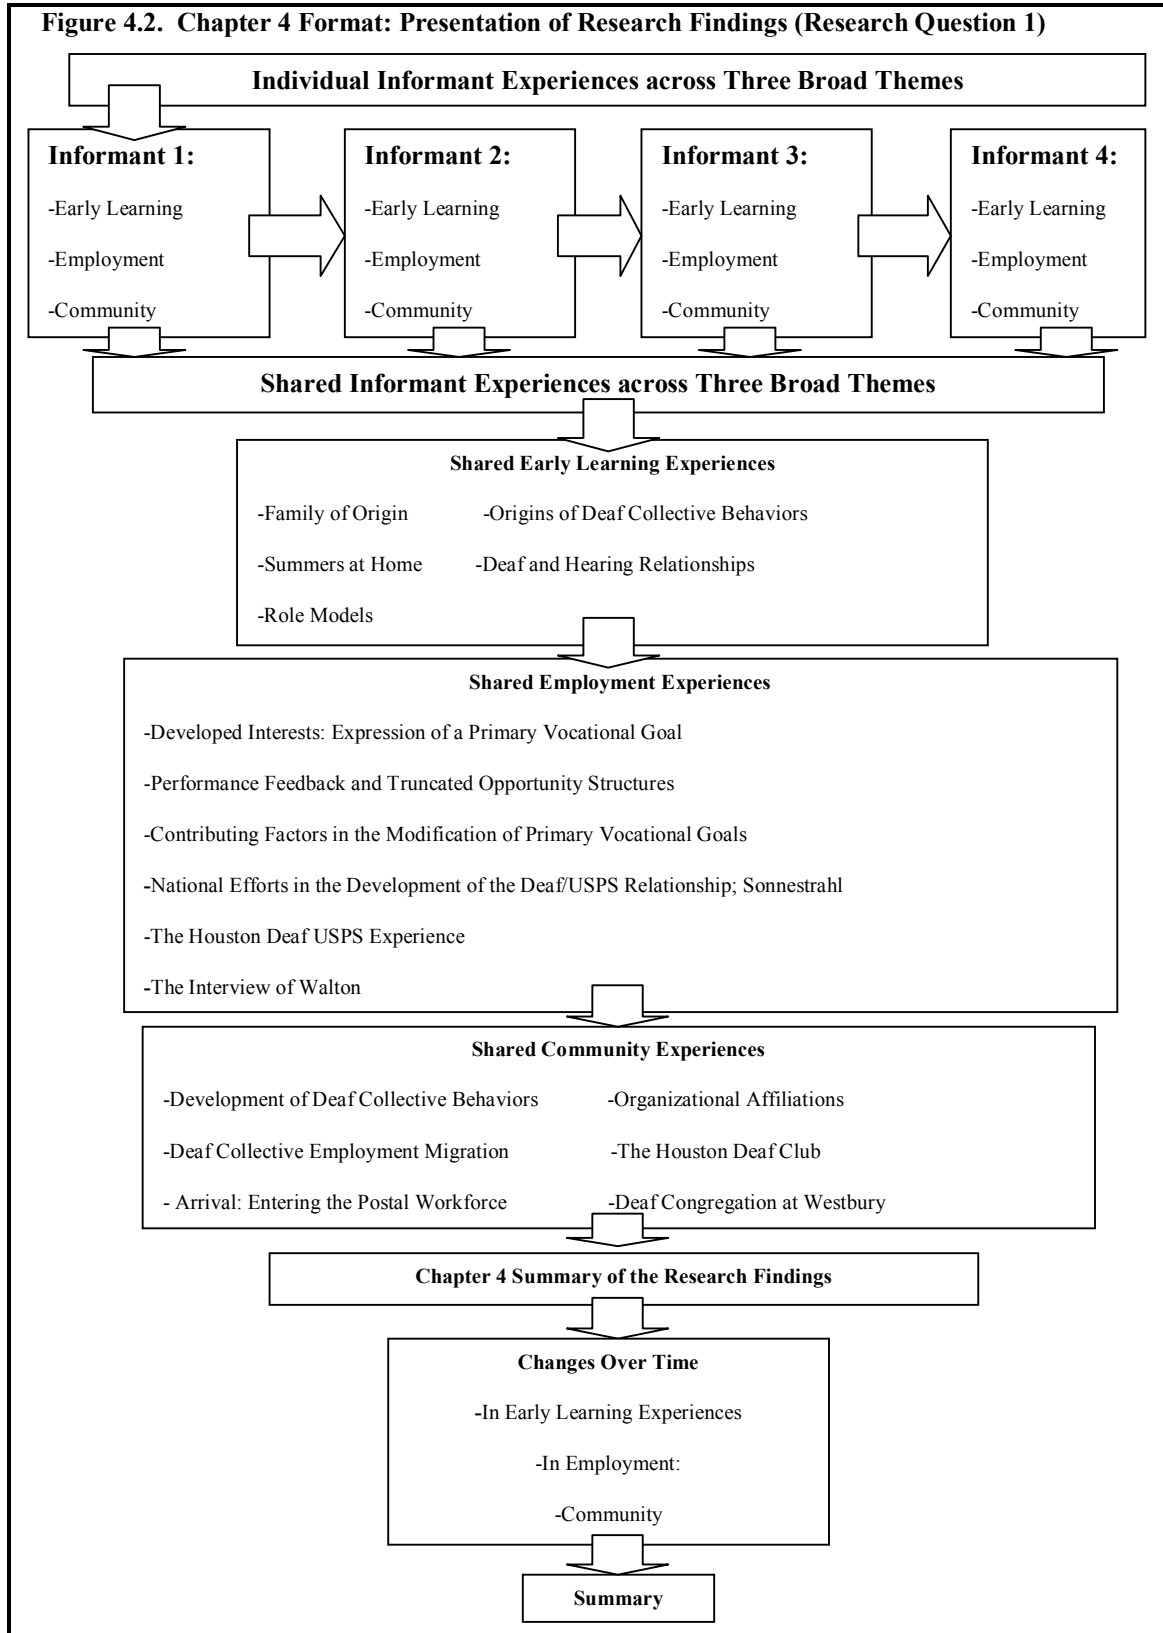 Figure 4.2. Chapter 4 Format: Presentation of Research Findings (Research Question 1)
Individual Informant Experiences across Three Broad Themes
Informant 1:
-Early Learning
-Employment
-Community
Informant 2:
-Early Learning
-Employment
-Community
Informant 3:
-Early Learning
-Employment
-Community
Informant 4:
-Early Learning
-Employment
-Community
Shared Informant Experiences across Three Broad Themes
Shared Early Learning Experiences
-Family of Origin -Origins of Deaf Collective Behaviors
-Summers at Home -Deaf and Hearing Relationships
-Role Models
Shared Employment Experiences
-Developed Interests: Expression of a Primary Vocational Goal
-Performance Feedback and Truncated Opportunity Structures
-Contributing Factors in the Modification of Primary Vocational Goals
-National Efforts in the Development of the Deaf/USPS Relationship; Sonnestrahl
-The Houston Deaf USPS Experience
-The Interview of Walton
Shared Community Experiences
-Development of Deaf Collective Behaviors -Organizational Affiliations
-Deaf Collective Employment Migration -The Houston Deaf Club
- Arrival: Entering the Postal Workforce -Deaf Congregation at Westbury
Chapter 4 Summary of the Research Findings
Changes Over Time
-In Early Learning Experiences
-In Employment:
-Community
Summary